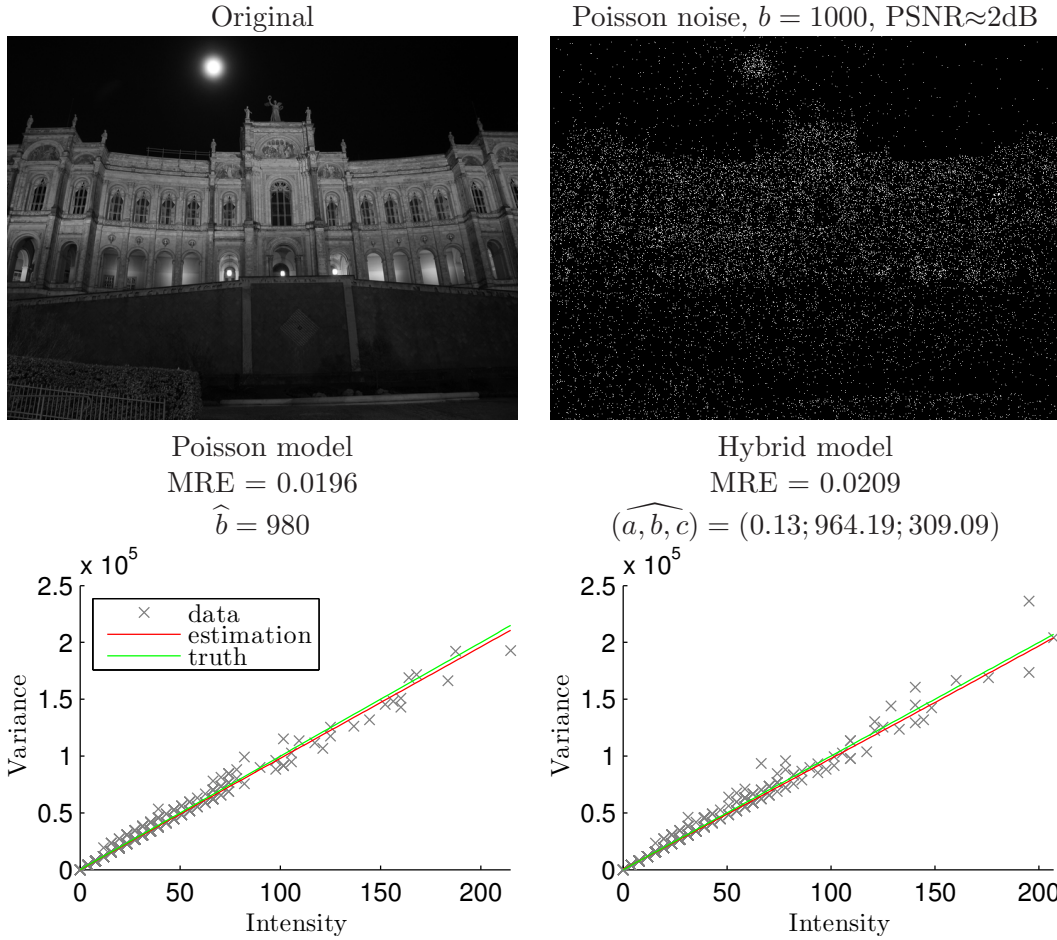 Original
Poisson noise, b = 1000, PSNR≈2dB
Poisson model
MRE = 0.0196
b̂ = 980
Hybrid model
MRE = 0.0209
(a, b, c)^ = (0.13; 964.19; 309.09)
x 10^5
2.5
2
1.5
1
0.5
0
Variance
data
estimation
truth
0 50 100 150 200
Intensity
x 10^5
2.5
2
1.5
1
0.5
0
Variance
0 50 100 150 200
Intensity